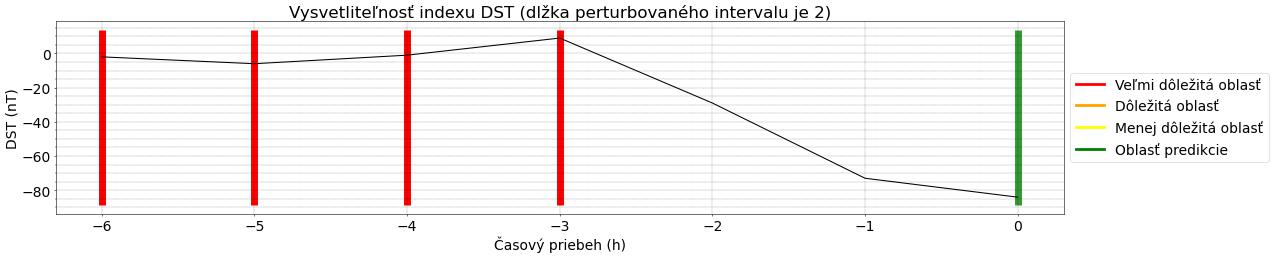 Vysvetliteľnosť indexu DST (dlžka perturbovaného intervalu je 2)
DST (nT)
0
−20
−40
−60
−80
−6 −5 −4 −3 −2 −1 0
Časový priebeh (h)
Veľmi dôležitá oblasť
Dôležitá oblasť
Menej dôležitá oblasť
Oblasť predikcie